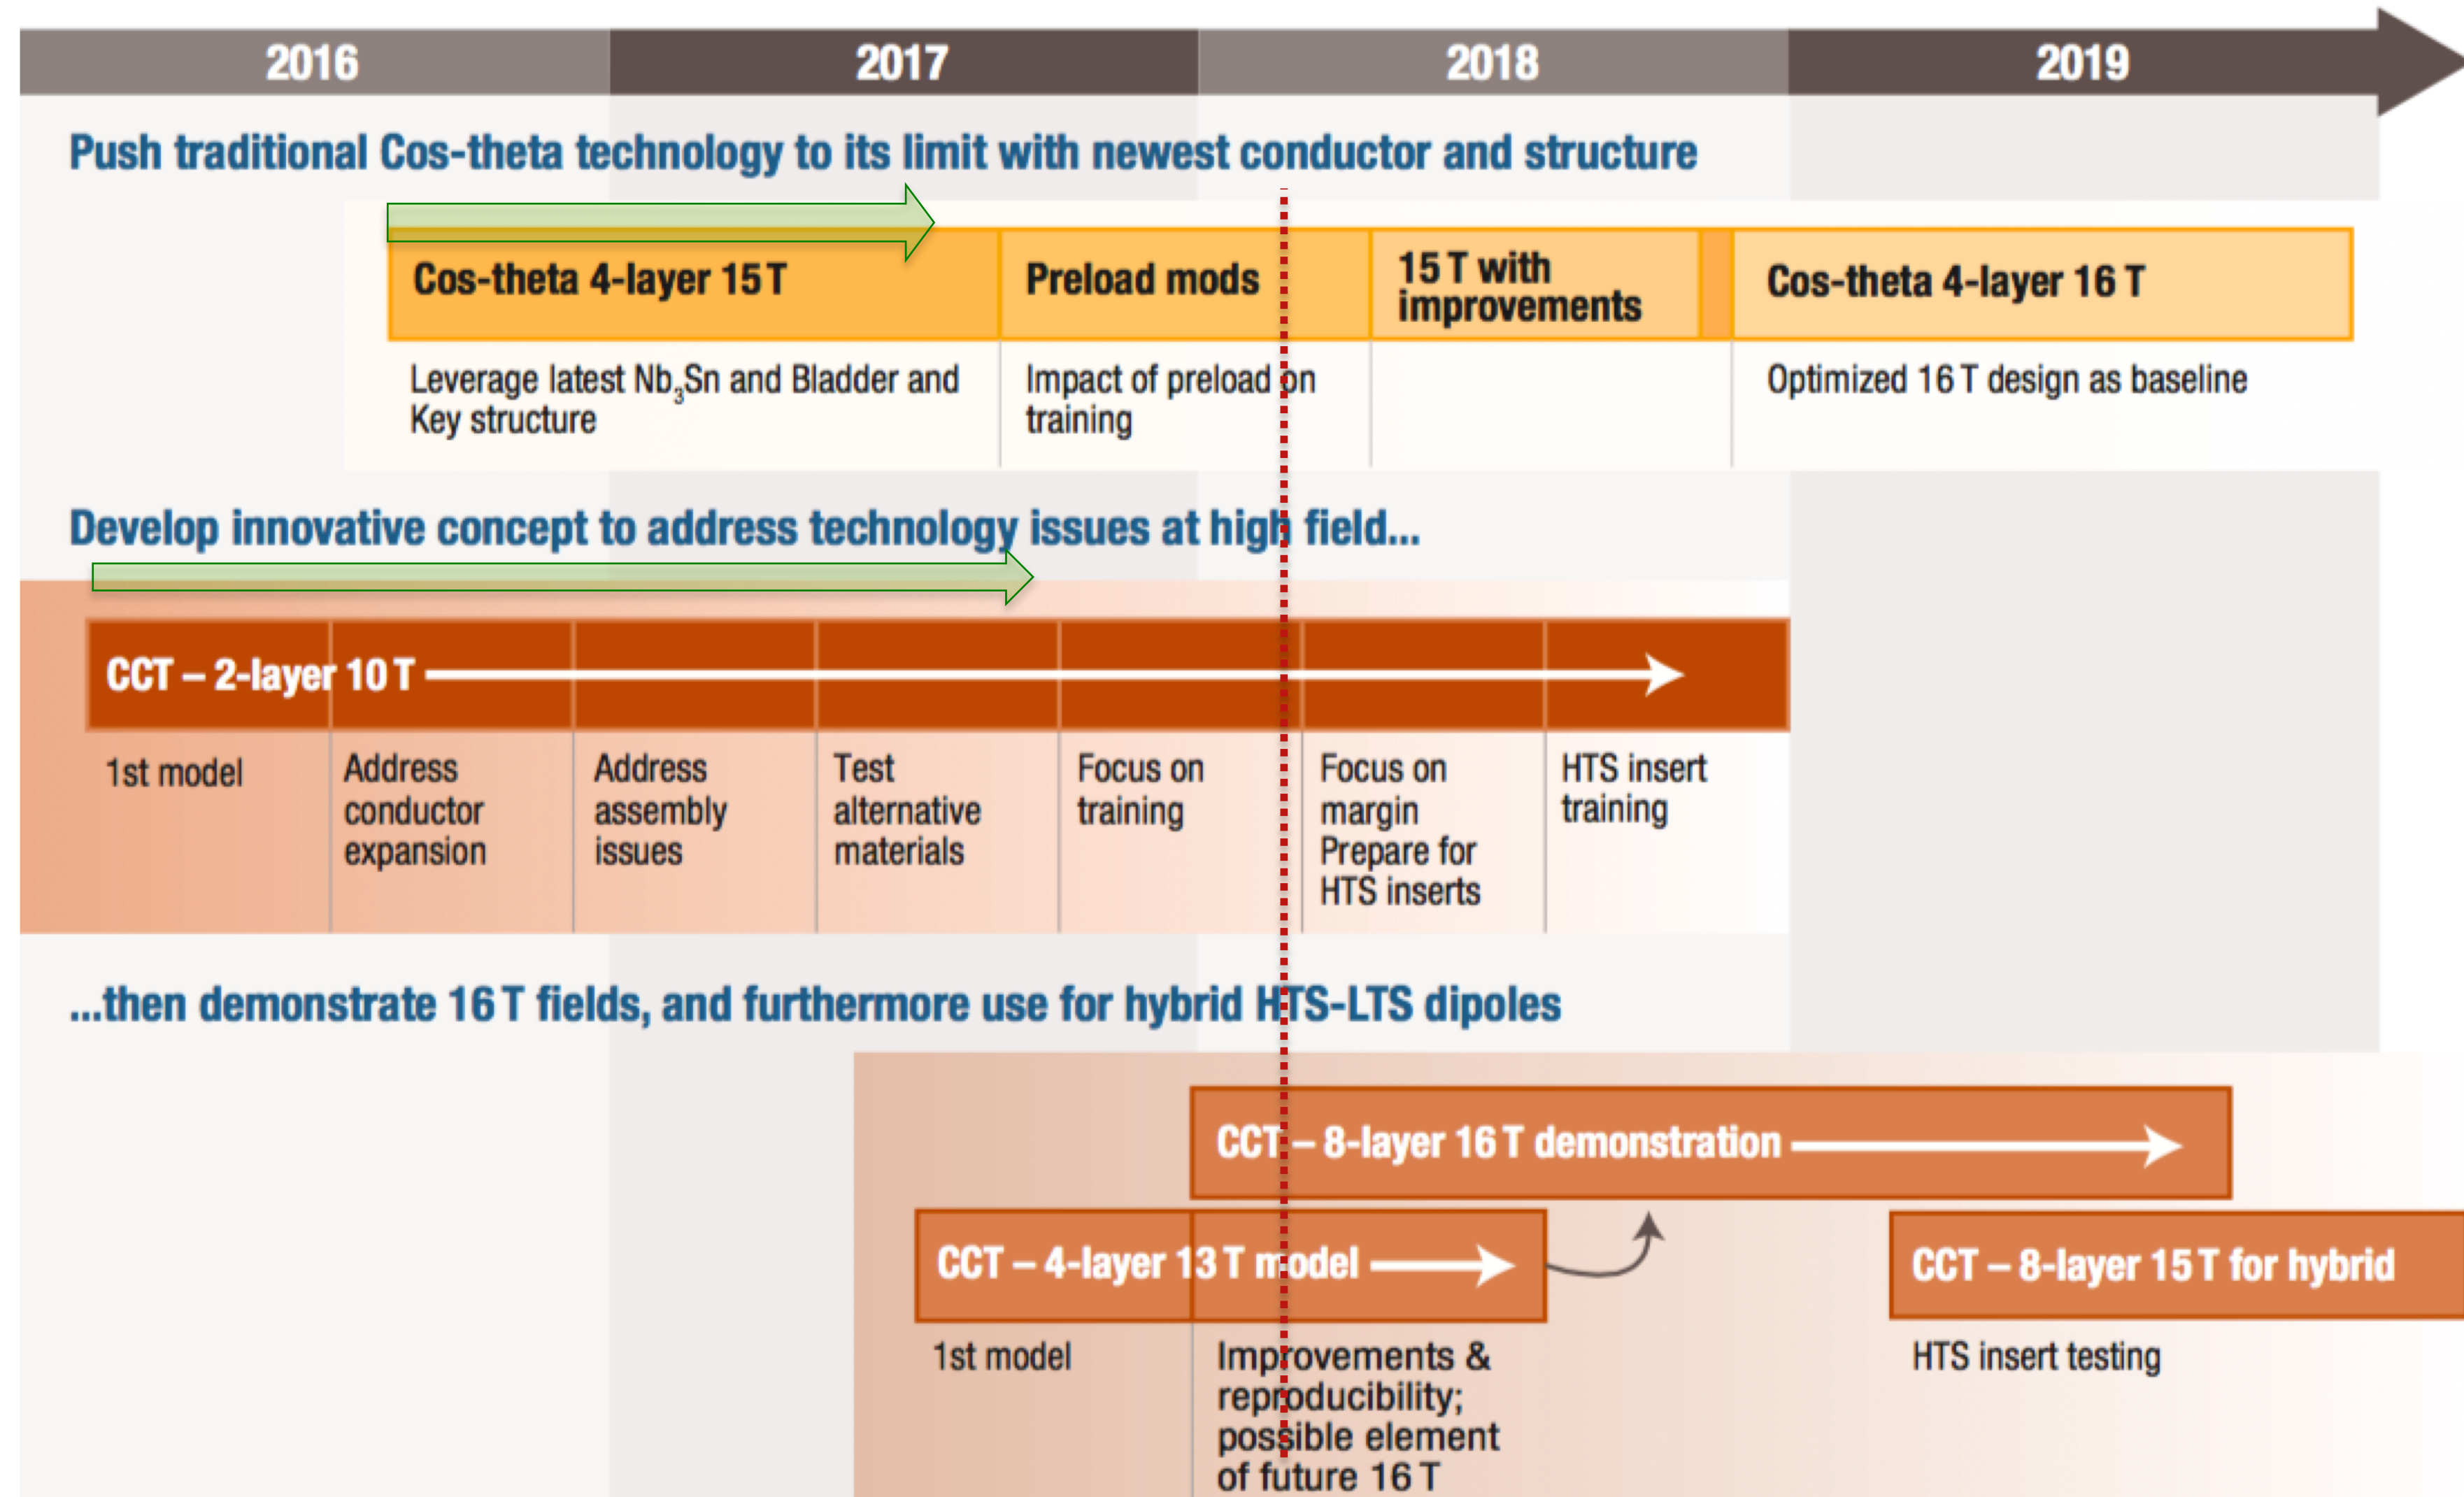 2016 2017 2018 2019
Push traditional Cos-theta technology to its limit with newest conductor and structure
Cos-theta 4-layer 15 T
Preload mods
15 T with
improvements
Cos-theta 4-layer 16 T
Leverage latest Nb₃Sn and Bladder and
Key structure
Impact of preload on
training
Optimized 16 T design as baseline
Develop innovative concept to address technology issues at high field...
CCT – 2-layer 10 T
1st model
Address
conductor
expansion
Address
assembly
issues
Test
alternative
materials
Focus on
training
Focus on
margin
Prepare for
HTS inserts
HTS insert
training
...then demonstrate 16 T fields, and furthermore use for hybrid HTS-LTS dipoles
CCT – 8-layer 16 T demonstration
CCT – 4-layer 13 T model
CCT – 8-layer 15 T for hybrid
1st model
Improvements &
reproducibility;
possible element
of future 16 T
HTS insert testing